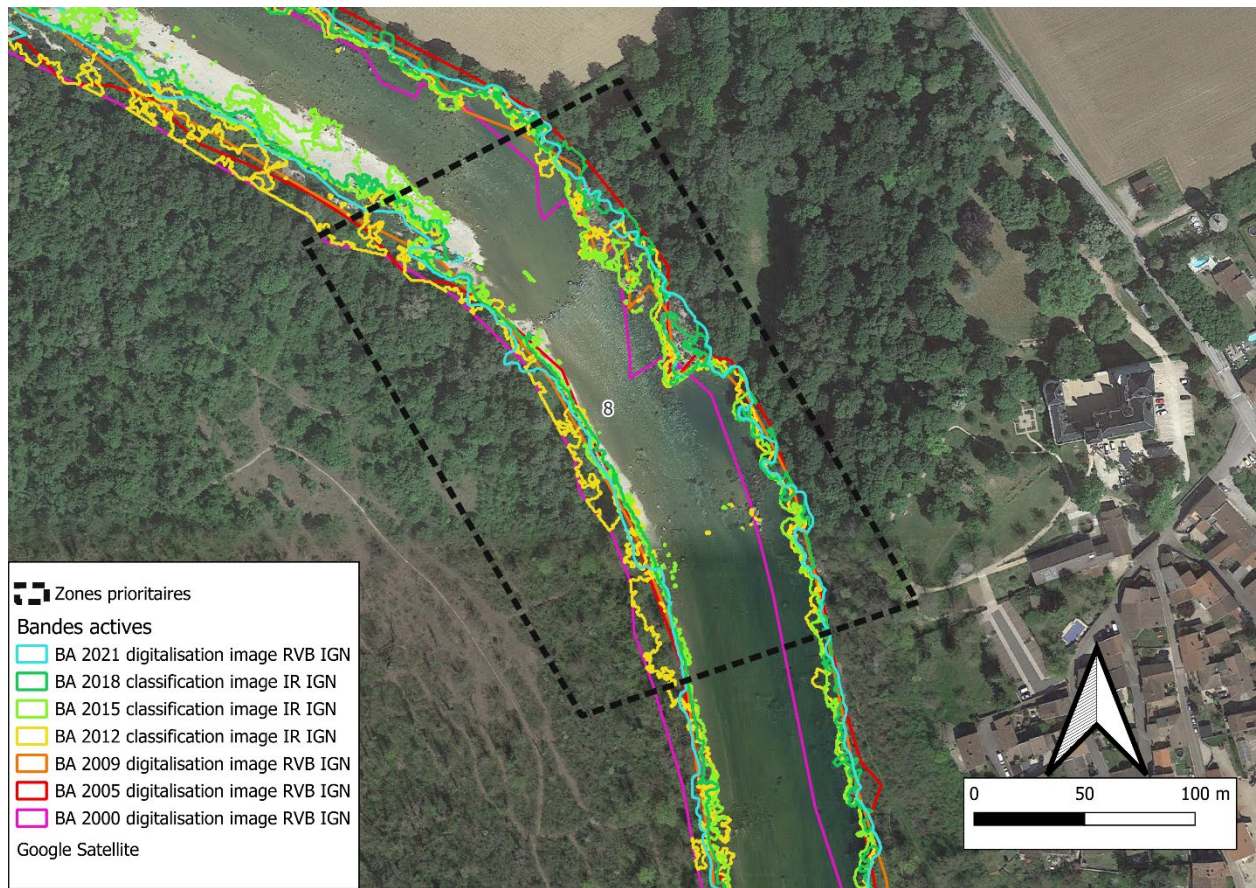 8
Zones prioritaires
Bandes actives
BA 2021 digitalisation image RVB IGN
BA 2018 classification image IR IGN
BA 2015 classification image IR IGN
BA 2012 classification image IR IGN
BA 2009 digitalisation image RVB IGN
BA 2005 digitalisation image RVB IGN
BA 2000 digitalisation image RVB IGN
Google Satellite
0 50 100 m